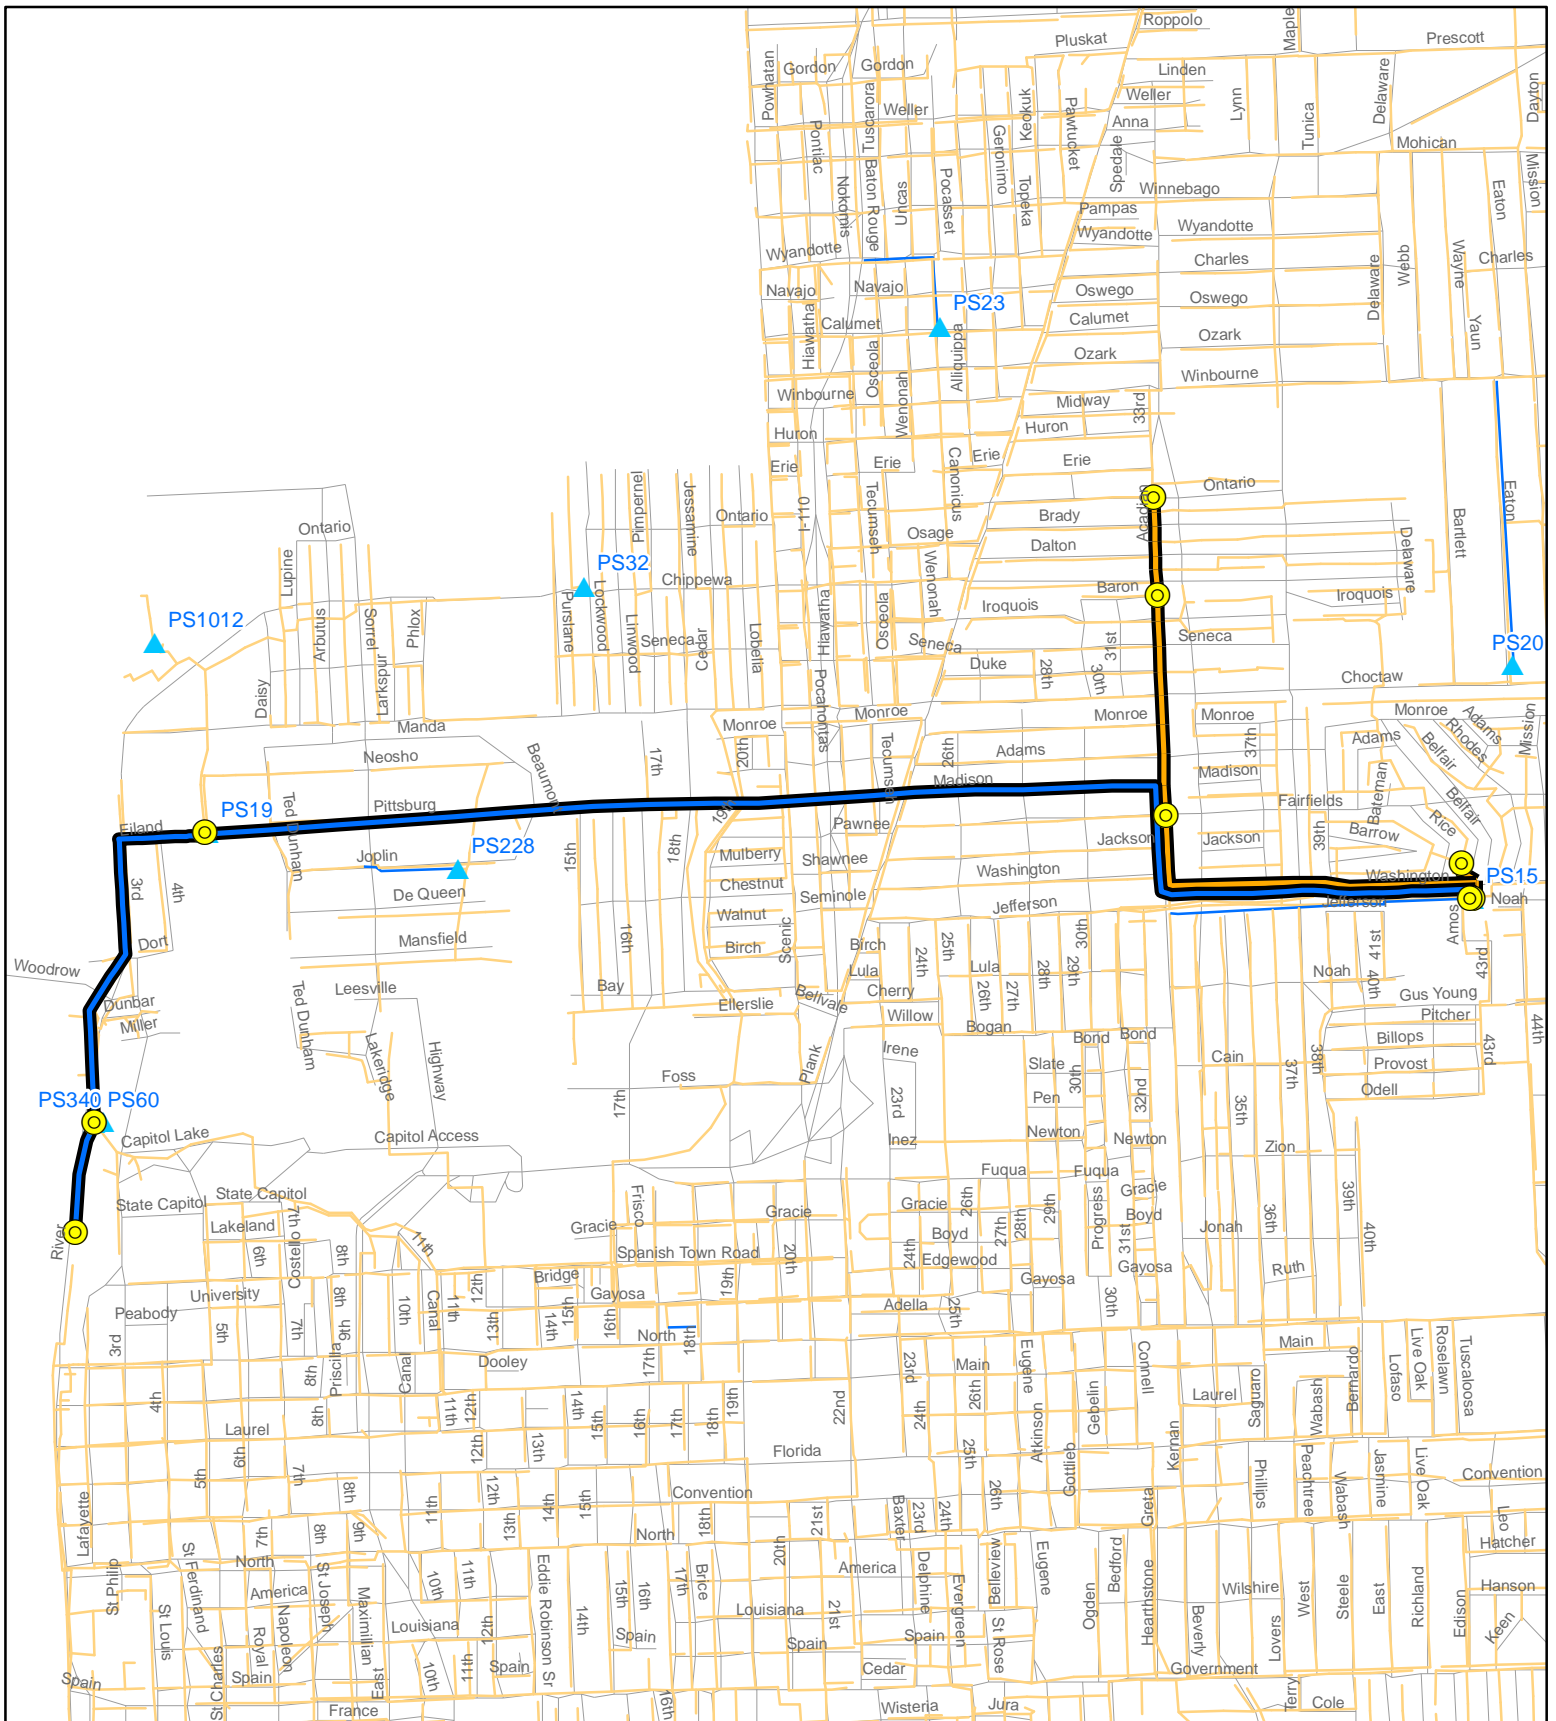 Roppolo
Maple
Pluskat
Prescott
Powhatan
Gordon
Gordon
Linden
Tuscarora
Weller
Keokuk
Pawtucket
Weller
Lynn
Tunica
Delaware
Dayton
Anna
Pontiac
Geronimo
Spedale
Mohican
Nokomis
Baton Rouge
Uncas
Pocasset
Topeka
Winnebago
Eaton
Mission
Pampas
Wyandotte
Wyandotte
Wyandotte
Charles
Delaware
Webb
Wayne
Charles
Navajo
Navajo
Oswego
Oswego
PS23
Hiawatha
Calumet
Calumet
Ozark
Ozark
Yaun
Osceola
Wenonah
Alliquippa
Winbourne
Winbourne
Midway
33rd
Huron
Huron
Erie
Erie
Canonicus
Erie
Erie
Ontario
Eaton
Bartlett
Tecumseh
I-110
Acadian
Pimpernel
Jessamine
Ontario
Ontario
Brady
Osage
Dalton
Delaware
Lupine
PS32
Chippewa
Wenonah
Baron
Iroquois
Iroquois
Arbutus
Sorrel
Phlox
Purslane
Lockwood
Linwood
Seneca
Cedar
Lobelia
Hiawatha
Osceola
Seneca
31st
Seneca
PS1012
PS20
Daisy
Larkspur
Duke
28th
30th
Choctaw
Manda
Monroe
Pocahontas
Monroe
Monroe
Monroe
Monroe
Adams
Mission
Neosho
Beaumont
17th
20th
Tecumseh
26th
Adams
37th
Adams
Belfair
Rhodes
Madison
Madison
Bateman
Belfair
PS19
Ted Dunham
Pittsburg
19th
Fairfields
Rice
Eiland
Pawnee
Jackson
Jackson
39th
Barrow
Joplin
PS228
15th
18th
Mulberry
Shawnee
Washington
Washington
PS15
3rd
4th
De Queen
Chestnut
Seminole
Jefferson
Jefferson
Noah
Walnut
Scenic
Amos
Dort
Mansfield
16th
Birch
Birch
24th
25th
30th
41st
43rd
Woodrow
Lula
Lula
28th
29th
Noah
40th
Leesville
Bay
Bellvale
Cherry
26th
27th
Gus Young
Dunbar
Ted Dunham
Ellerslie
Willow
Bogan
Pitcher
44th
Miller
Lakeridge
Highway
Plank
Irene
Bond
Bond
Billops
43rd
Foss
Slate
Cain
37th
38th
Provost
17th
23rd
30th
Odell
PS340
PS60
Pen
32nd
35th
Capitol Lake
Capitol Access
Inez
Newton
Newton
Zion
Fuqua
Fuqua
State Capitol
State Capitol
Frisco
Gracie
Gracie
Gracie
26th
29th
Progress
Gracie
36th
39th
River
Lakeland
7th
Costello
8th
11th
Gracie
Boyd
27th
28th
Boyd
Jonah
40th
6th
Spanish Town Road
20th
24th
Edgewood
31st
Ruth
Bridge
Gayosa
19th
Gayosa
Gayosa
University
8th
10th
Canal
11th
12th
Adella
25th
30th
Peabody
5th
7th
9th
13th
14th
15th
16th
North
18th
3rd
Priscilla
Canal
Dooley
17th
23rd
Main
Eugene
Connell
Main
Live Oak
Roselawn
Tuscaloosa
Bernardo
Lofaso
8th
4th
8th
11th
12th
14th
15th
16th
17th
18th
19th
22nd
24th
26th
Atkinson
Gebelin
Laurel
Saguaro
Wabash
Laurel
6th
12th
13th
Florida
25th
Gottlieb
Kernan
5th
7th
8th
12th
14th
15th
Convention
26th
Phillips
Peachtree
Wabash
Jasmine
Live Oak
Convention
Lafayette
11th
13th
North
18th
21st
Baxter
23rd
24th
Greta
Leo
Hatcher
7th
8th
9th
St Philip
St Ferdinand
North
America
St Joseph
10th
11th
Eddie Robinson Sr
17th
Brice
20th
America
Delphine
Belleview
Eugene
Bedford
Hearthstone
Wilshire
West
Steele
East
Richland
Edison
Hanson
St Louis
Napoleon
Maximillian
Louisiana
12th
14th
15th
16th
Louisiana
21st
Evergreen
Ogden
Keen
Royal
Spain
Spain
Spain
St Rose
Beverly
Lovers
Spain
St Charles
Spain
East
10th
11th
Spain
Cedar
Government
France
16th
Wisteria
Jura
Terry
Cole